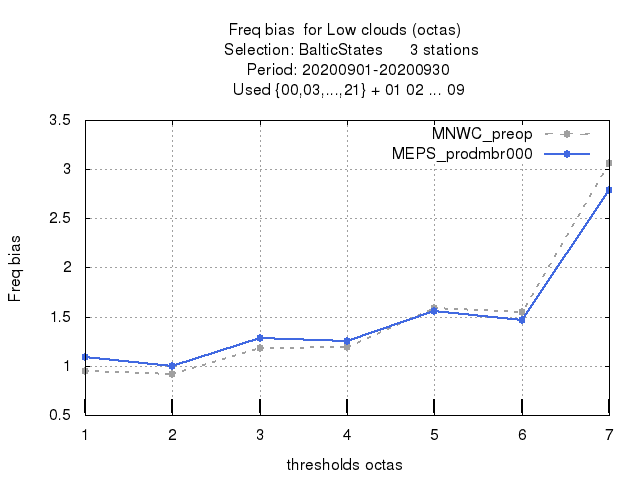 Freq bias  for Low clouds (octas)
Selection: BalticStates      3 stations
Period: 20200901-20200930
Used {00,03,...,21} + 01 02 ... 09
MNWC_preop
MEPS_prodmbr000
3.5
3
2.5
2
1.5
1
0.5
Freq bias
1 2 3 4 5 6 7
thresholds octas